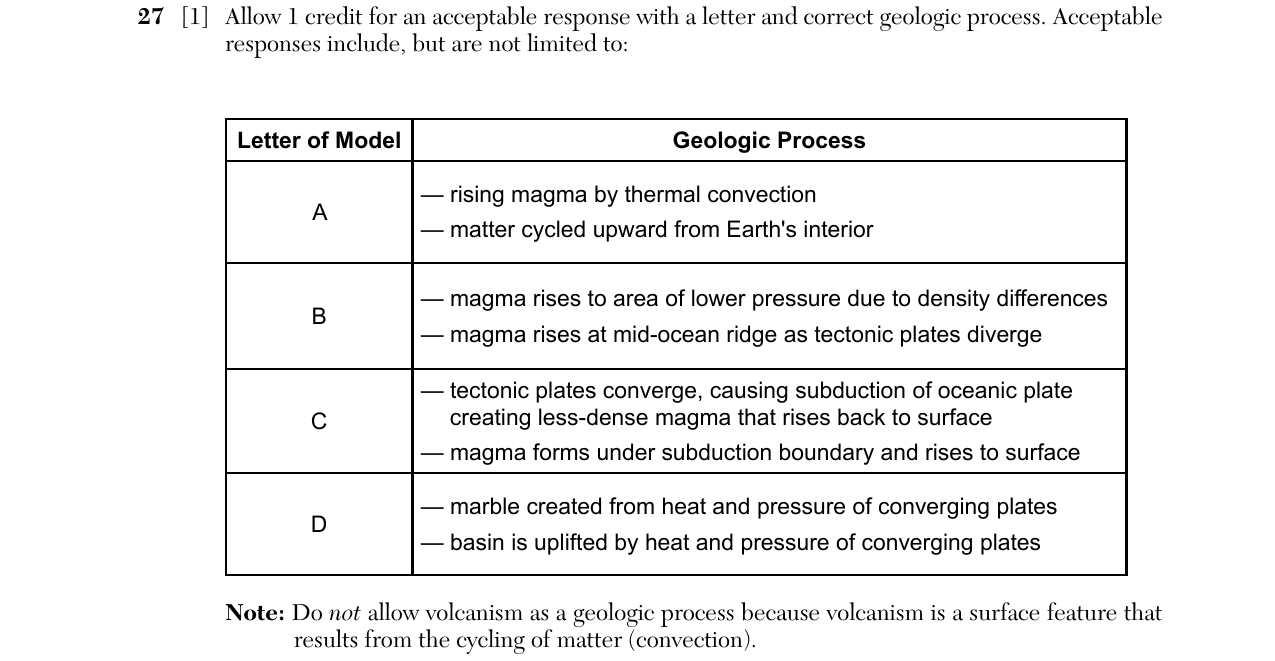 27 [1] Allow 1 credit for an acceptable response with a letter and correct geologic process. Acceptable
responses include, but are not limited to:
Letter of Model Geologic Process
A
— rising magma by thermal convection
— matter cycled upward from Earth's interior
B
— magma rises to area of lower pressure due to density differences
— magma rises at mid-ocean ridge as tectonic plates diverge
C
— tectonic plates converge, causing subduction of oceanic plate
creating less-dense magma that rises back to surface
— magma forms under subduction boundary and rises to surface
D
— marble created from heat and pressure of converging plates
— basin is uplifted by heat and pressure of converging plates
Note: Do not allow volcanism as a geologic process because volcanism is a surface feature that
results from the cycling of matter (convection).